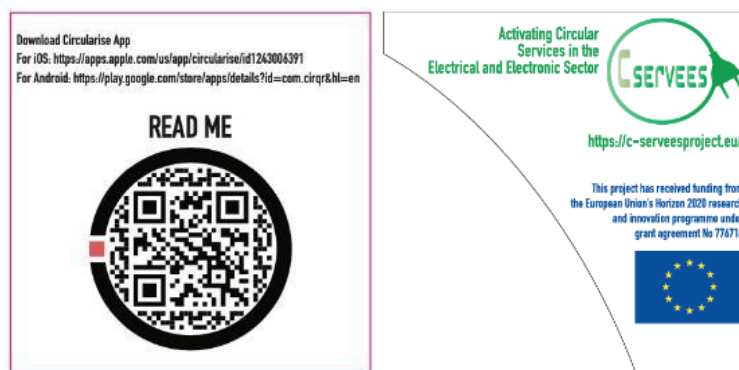 Download Circularise App
For iOS: https://apps.apple.com/us/app/circularise/id1243006391
For Android: https://play.google.com/store/apps/details?id=com.cirqr&hl=en
READ ME
Activating Circular
Services in the
Electrical and Electronic Sector
CSERVEES
https://c-serveesproject.eu/
This project has received funding from
the European Union's Horizon 2020 research
and innovation programme under
grant agreement No 77671